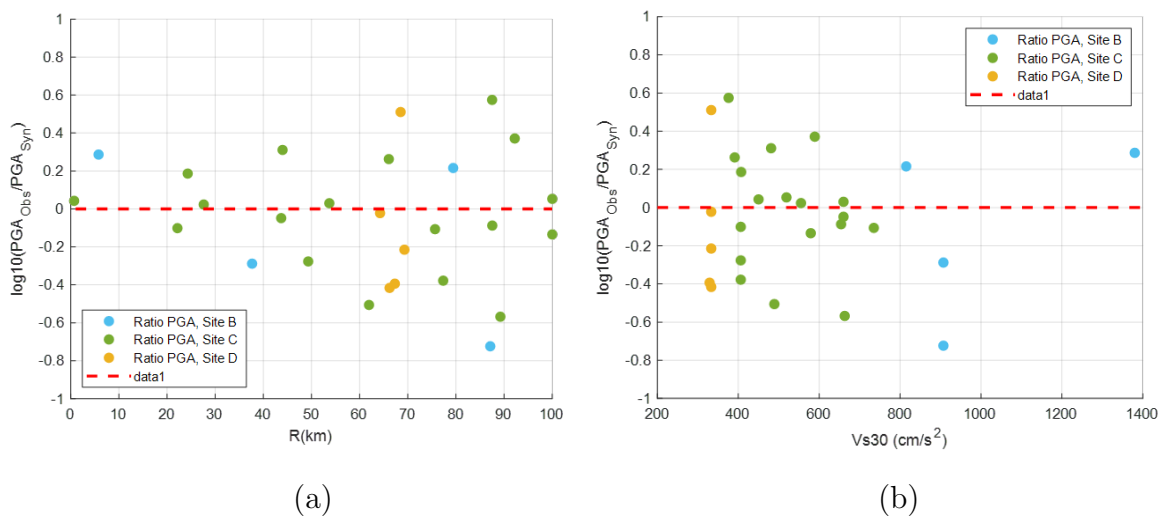 1
0.8
0.6
0.4
0.2
0
-0.2
-0.4
-0.6
-0.8
-1
log10(PGA_Obs/PGA_Syn)
Ratio PGA, Site B
Ratio PGA, Site C
Ratio PGA, Site D
data1
0 10 20 30 40 50 60 70 80 90 100
R(km)
(a)
1
0.8
0.6
0.4
0.2
0
-0.2
-0.4
-0.6
-0.8
-1
log10(PGA_Obs/PGA_Syn)
Ratio PGA, Site B
Ratio PGA, Site C
Ratio PGA, Site D
data1
200 400 600 800 1000 1200 1400
Vs30 (cm/s²)
(b)